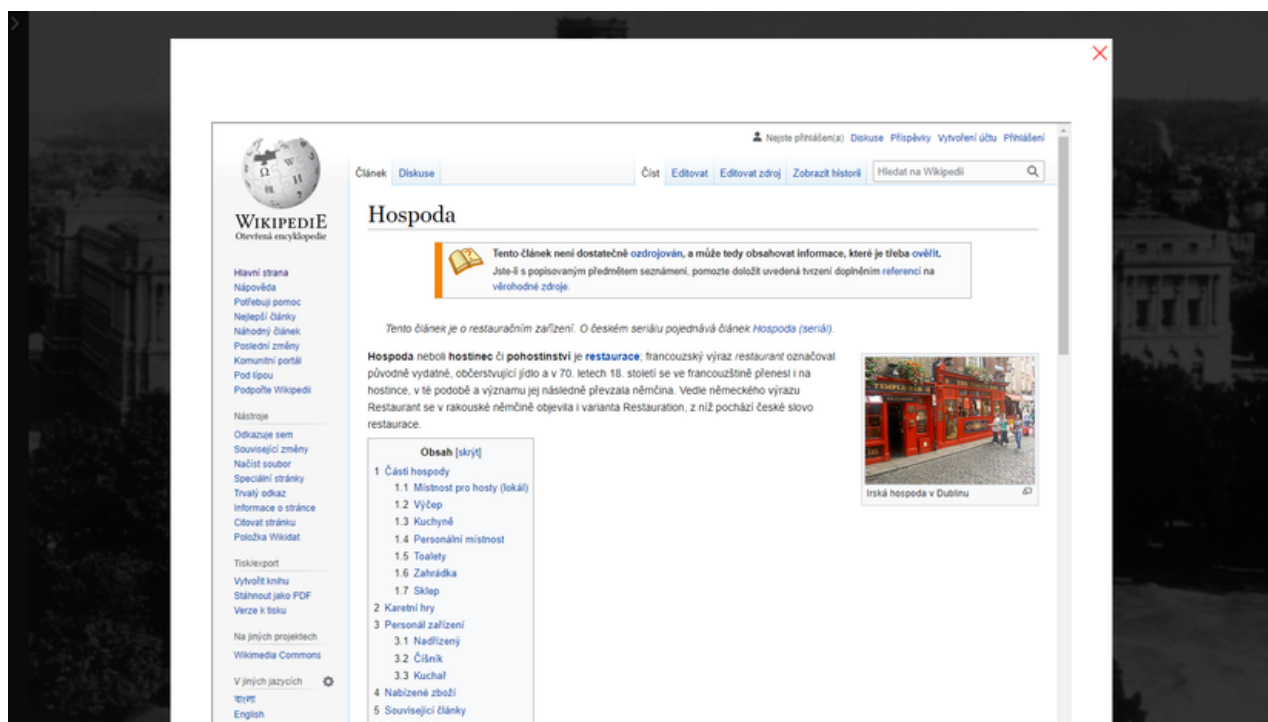 Nejste přihlášen(a) Diskuse Příspěvky Vytvoření účtu Přihlášení
Článek Diskuse Číst Editovat Editovat zdroj Zobrazit historii Hledat na Wikipedii
WIKIPEDIE
Otevřená encyklopedie
Hlavní strana
Nápověda
Potřebuji pomoc
Nejlepší články
Náhodný článek
Poslední změny
Komunitní portál
Pod lípou
Podpořte Wikipedii
Nástroje
Odkazuje sem
Související změny
Načíst soubor
Speciální stránky
Trvalý odkaz
Informace o stránce
Citovat stránku
Položka Wikidat
Tisk/export
Vytvořit knihu
Stáhnout jako PDF
Verze k tisku
Na jiných projektech
Wikimedia Commons
V jiných jazycích
বাংলা
English
Hospoda
Tento článek není dostatečně ozdrojován, a může tedy obsahovat informace, které je třeba ověřit.
Jste-li s popisovaným předmětem seznámeni, pomozte doložit uvedená tvrzení doplněním referencí na
věrohodné zdroje.
Tento článek je o restauračním zařízení. O českém seriálu pojednává článek Hospoda (seriál).
Hospoda neboli hostinec či pohostinství je restaurace; francouzský výraz restaurant označoval
původně vydatné, občerstvující jídlo a v 70. letech 18. století se ve francouzštině přenesl i na
hostince, v té podobě a významu jej následně převzala němčina. Vedle německého výrazu
Restaurant se v rakouské němčině objevila i varianta Restauration, z níž pochází české slovo
restaurace.
TEMPLE BAR
Irská hospoda v Dublinu
Obsah [skrýt]
1 Části hospody
1.1 Místnost pro hosty (lokál)
1.2 Výčep
1.3 Kuchyně
1.4 Personální místnost
1.5 Toalety
1.6 Zahrádka
1.7 Sklep
2 Karetní hry
3 Personál zařízení
3.1 Nadřízený
3.2 Číšník
3.3 Kuchař
4 Nabízené zboží
5 Související články